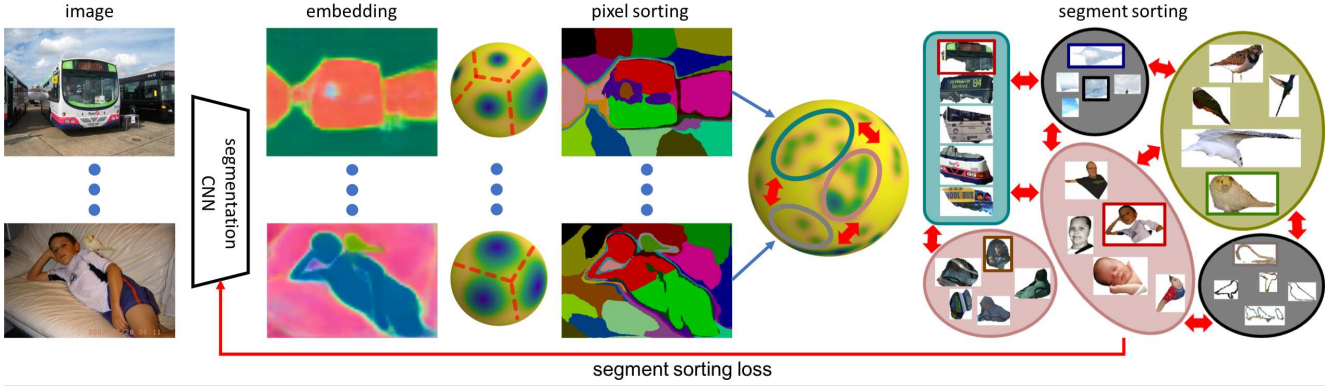 image
embedding
pixel sorting
segment sorting
segmentation
CNN
segment sorting loss